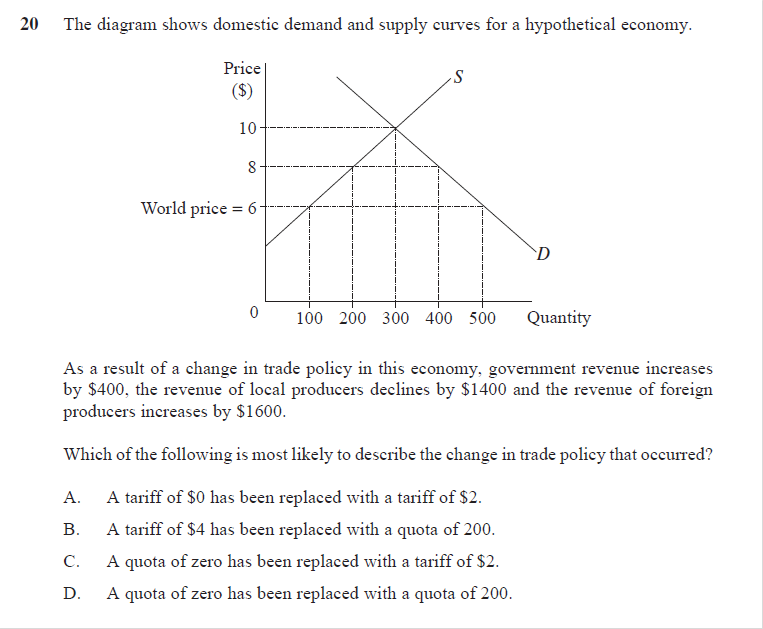 20 The diagram shows domestic demand and supply curves for a hypothetical economy.
Price
($)
S
10
8
World price = 6
D
0
100 200 300 400 500 Quantity
As a result of a change in trade policy in this economy, government revenue increases
by $400, the revenue of local producers declines by $1400 and the revenue of foreign
producers increases by $1600.
Which of the following is most likely to describe the change in trade policy that occurred?
A. A tariff of $0 has been replaced with a tariff of $2.
B. A tariff of $4 has been replaced with a quota of 200.
C. A quota of zero has been replaced with a tariff of $2.
D. A quota of zero has been replaced with a quota of 200.